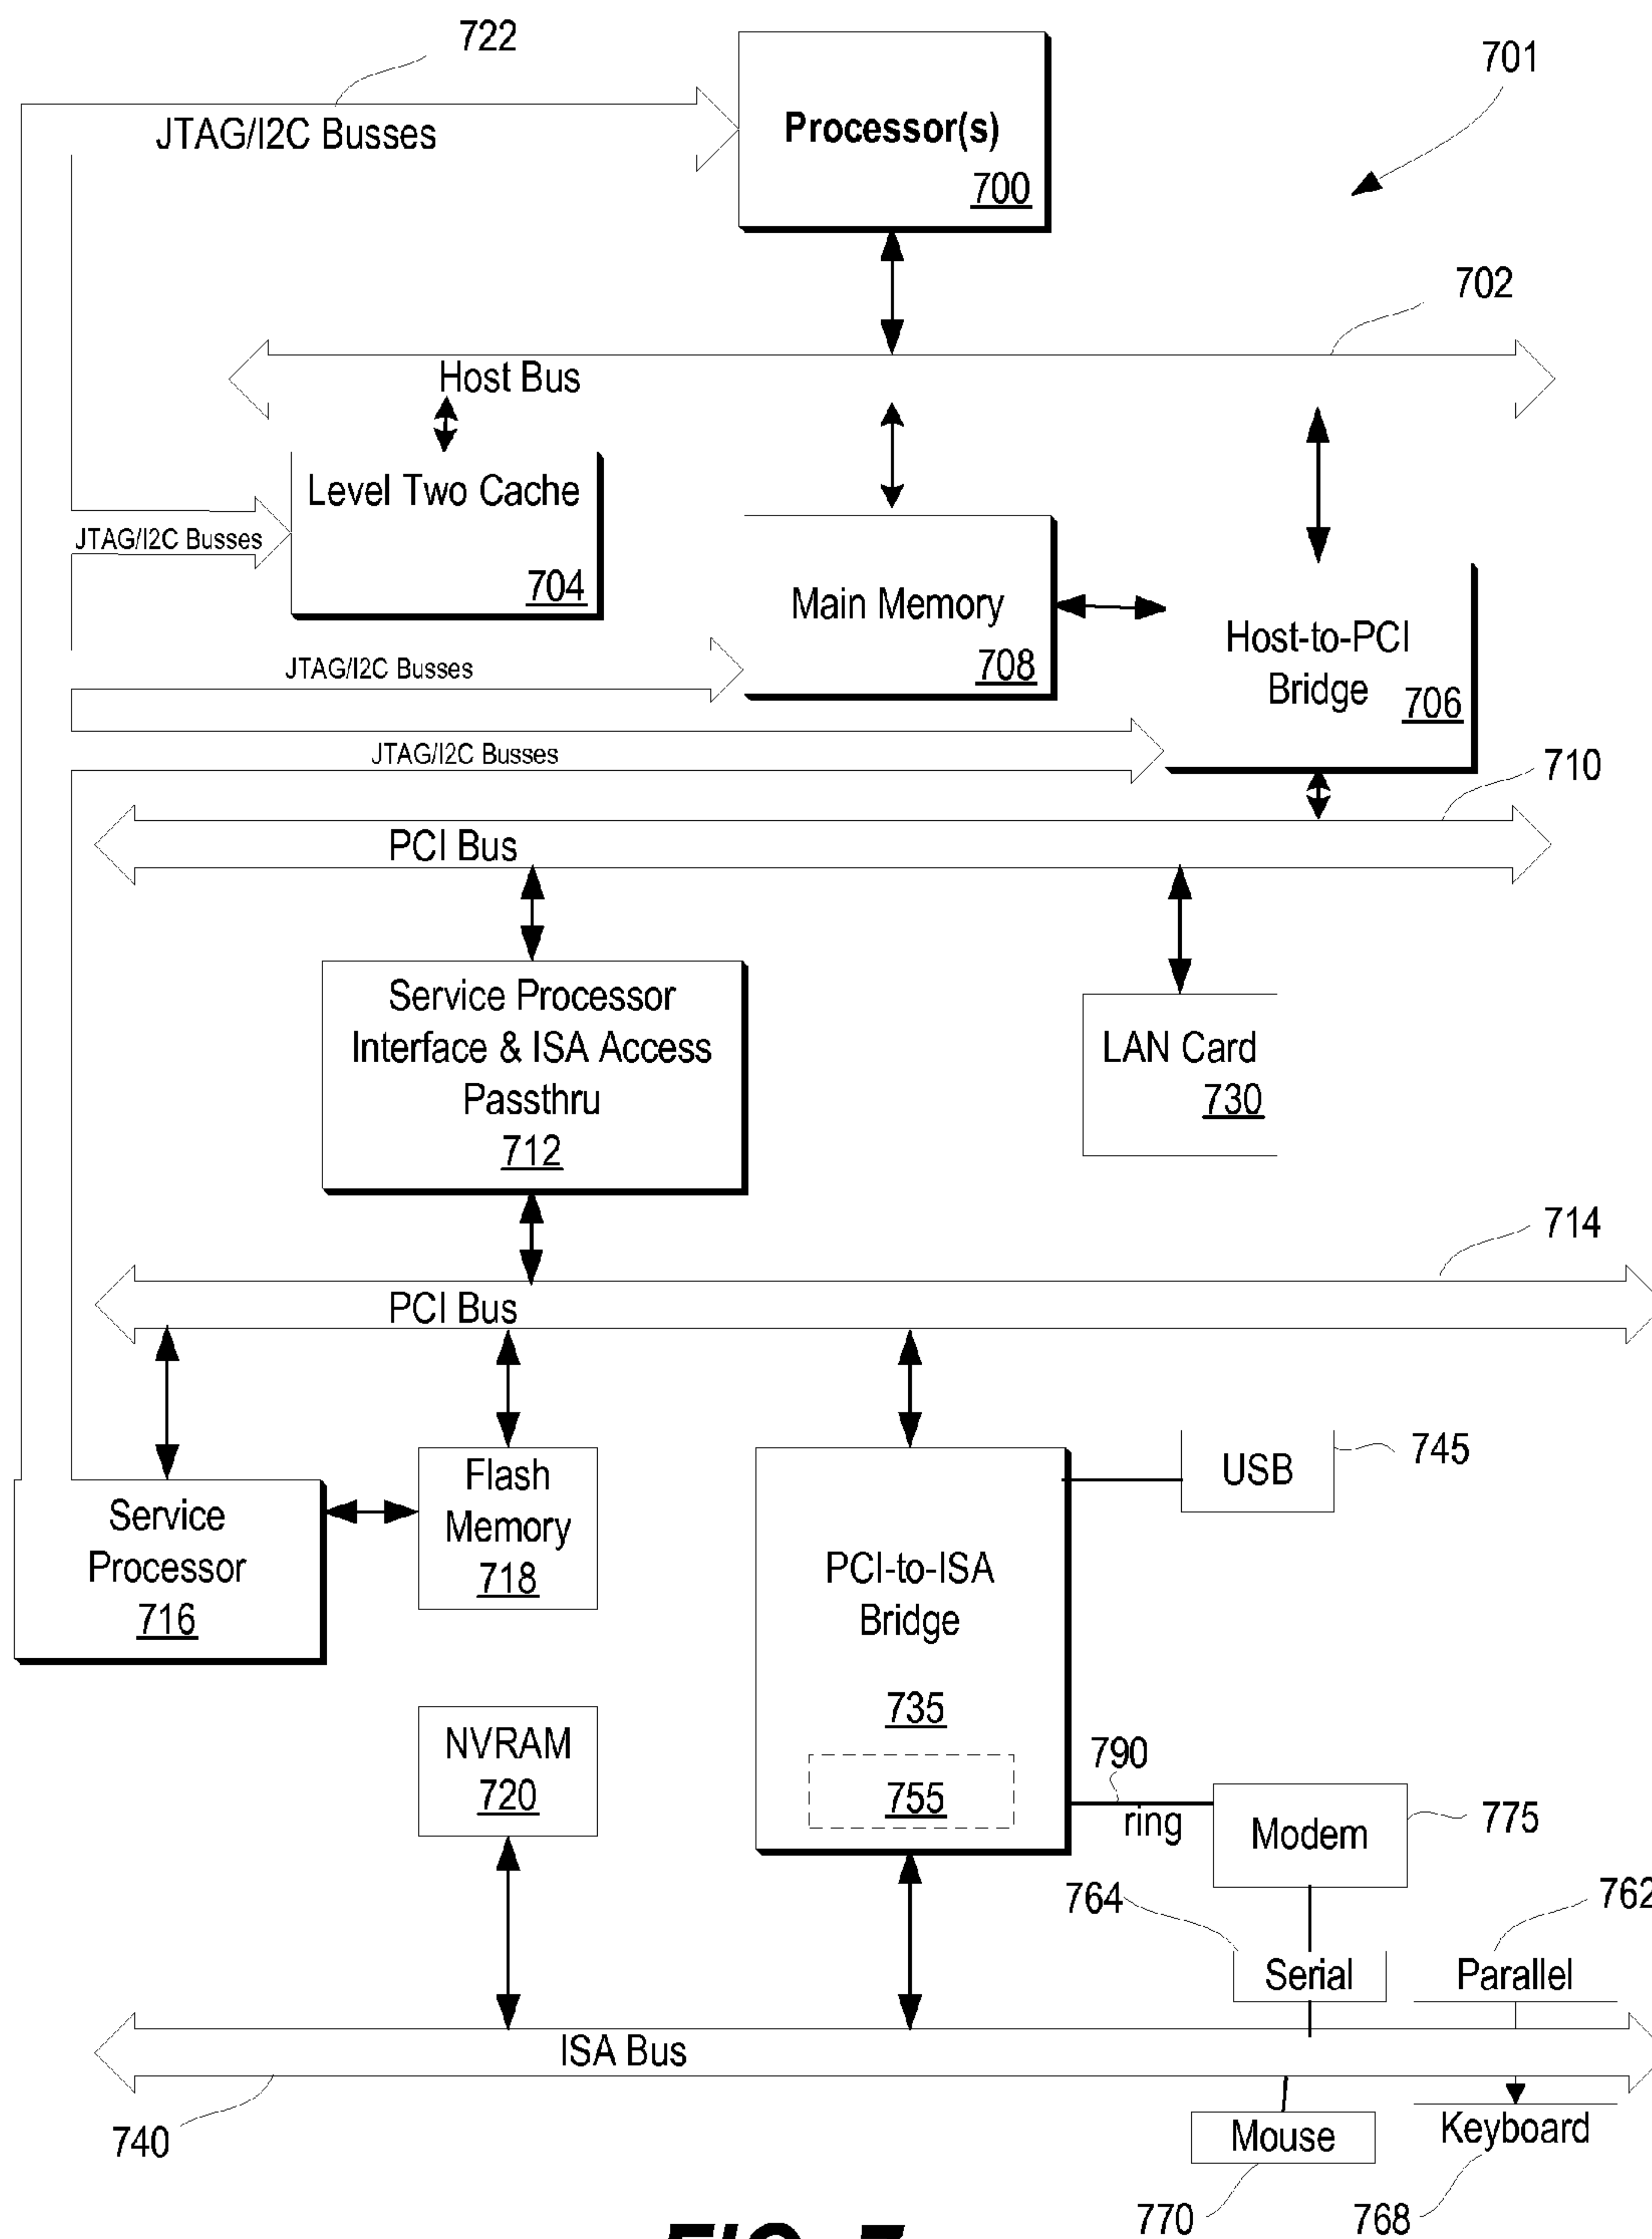 722
701
JTAG/I2C Busses
Processor(s)
700
702
Host Bus
Level Two Cache
704
JTAG/I2C Busses
Main Memory
708
Host-to-PCI
Bridge
706
JTAG/I2C Busses
JTAG/I2C Busses
710
PCI Bus
Service Processor
Interface & ISA Access
Passthru
712
LAN Card
730
714
PCI Bus
Service
Processor
716
Flash
Memory
718
USB
745
PCI-to-ISA
Bridge
735
755
NVRAM
720
790
ring
Modem
775
764
762
Serial
Parallel
ISA Bus
740
Mouse
Keyboard
770
768